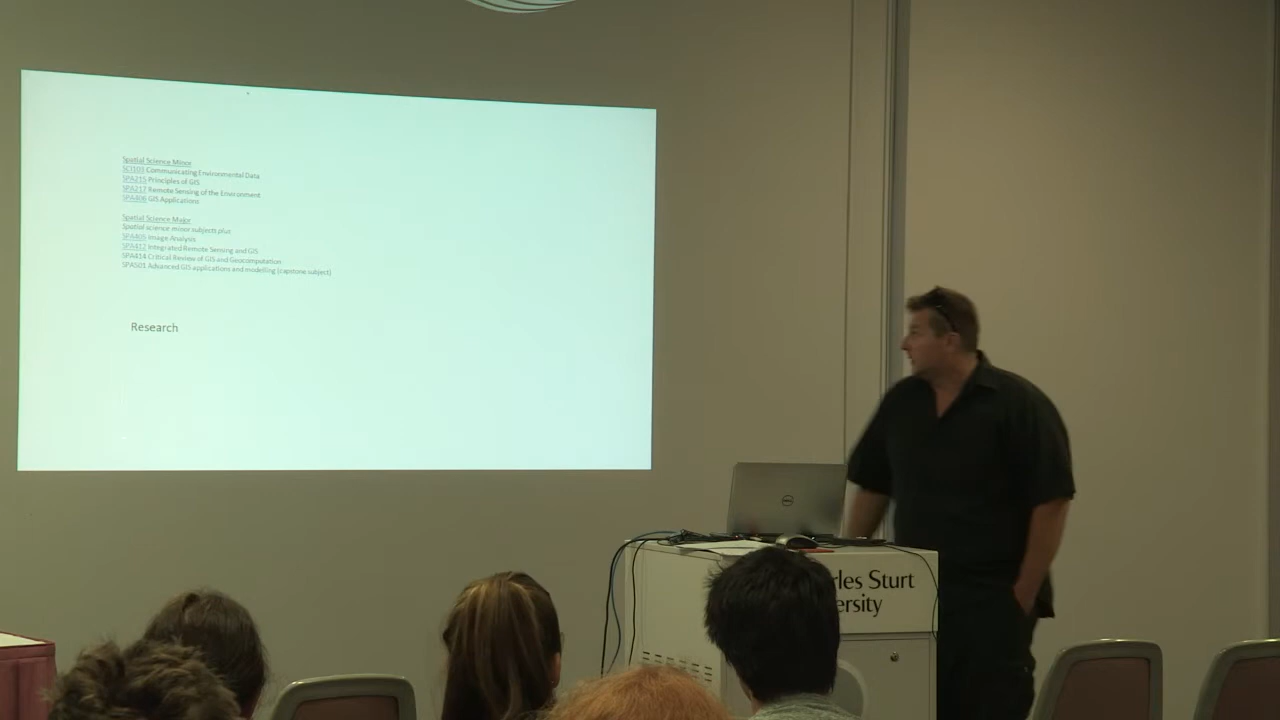 Spatial Science Minor
SCI103 Communicating Environmental Data
SPA215 Principles of GIS
SPA217 Remote Sensing of the Environment
SPA406 GIS Applications
Spatial Science Major
Spatial science minor subjects plus
SPA405 Image Analysis
SPA412 Integrated Remote Sensing and GIS
SPA414 Critical Review of GIS and Geocomputation
SPA501 Advanced GIS applications and modelling (capstone subject)
Research
DELL
rles Sturt
ersity